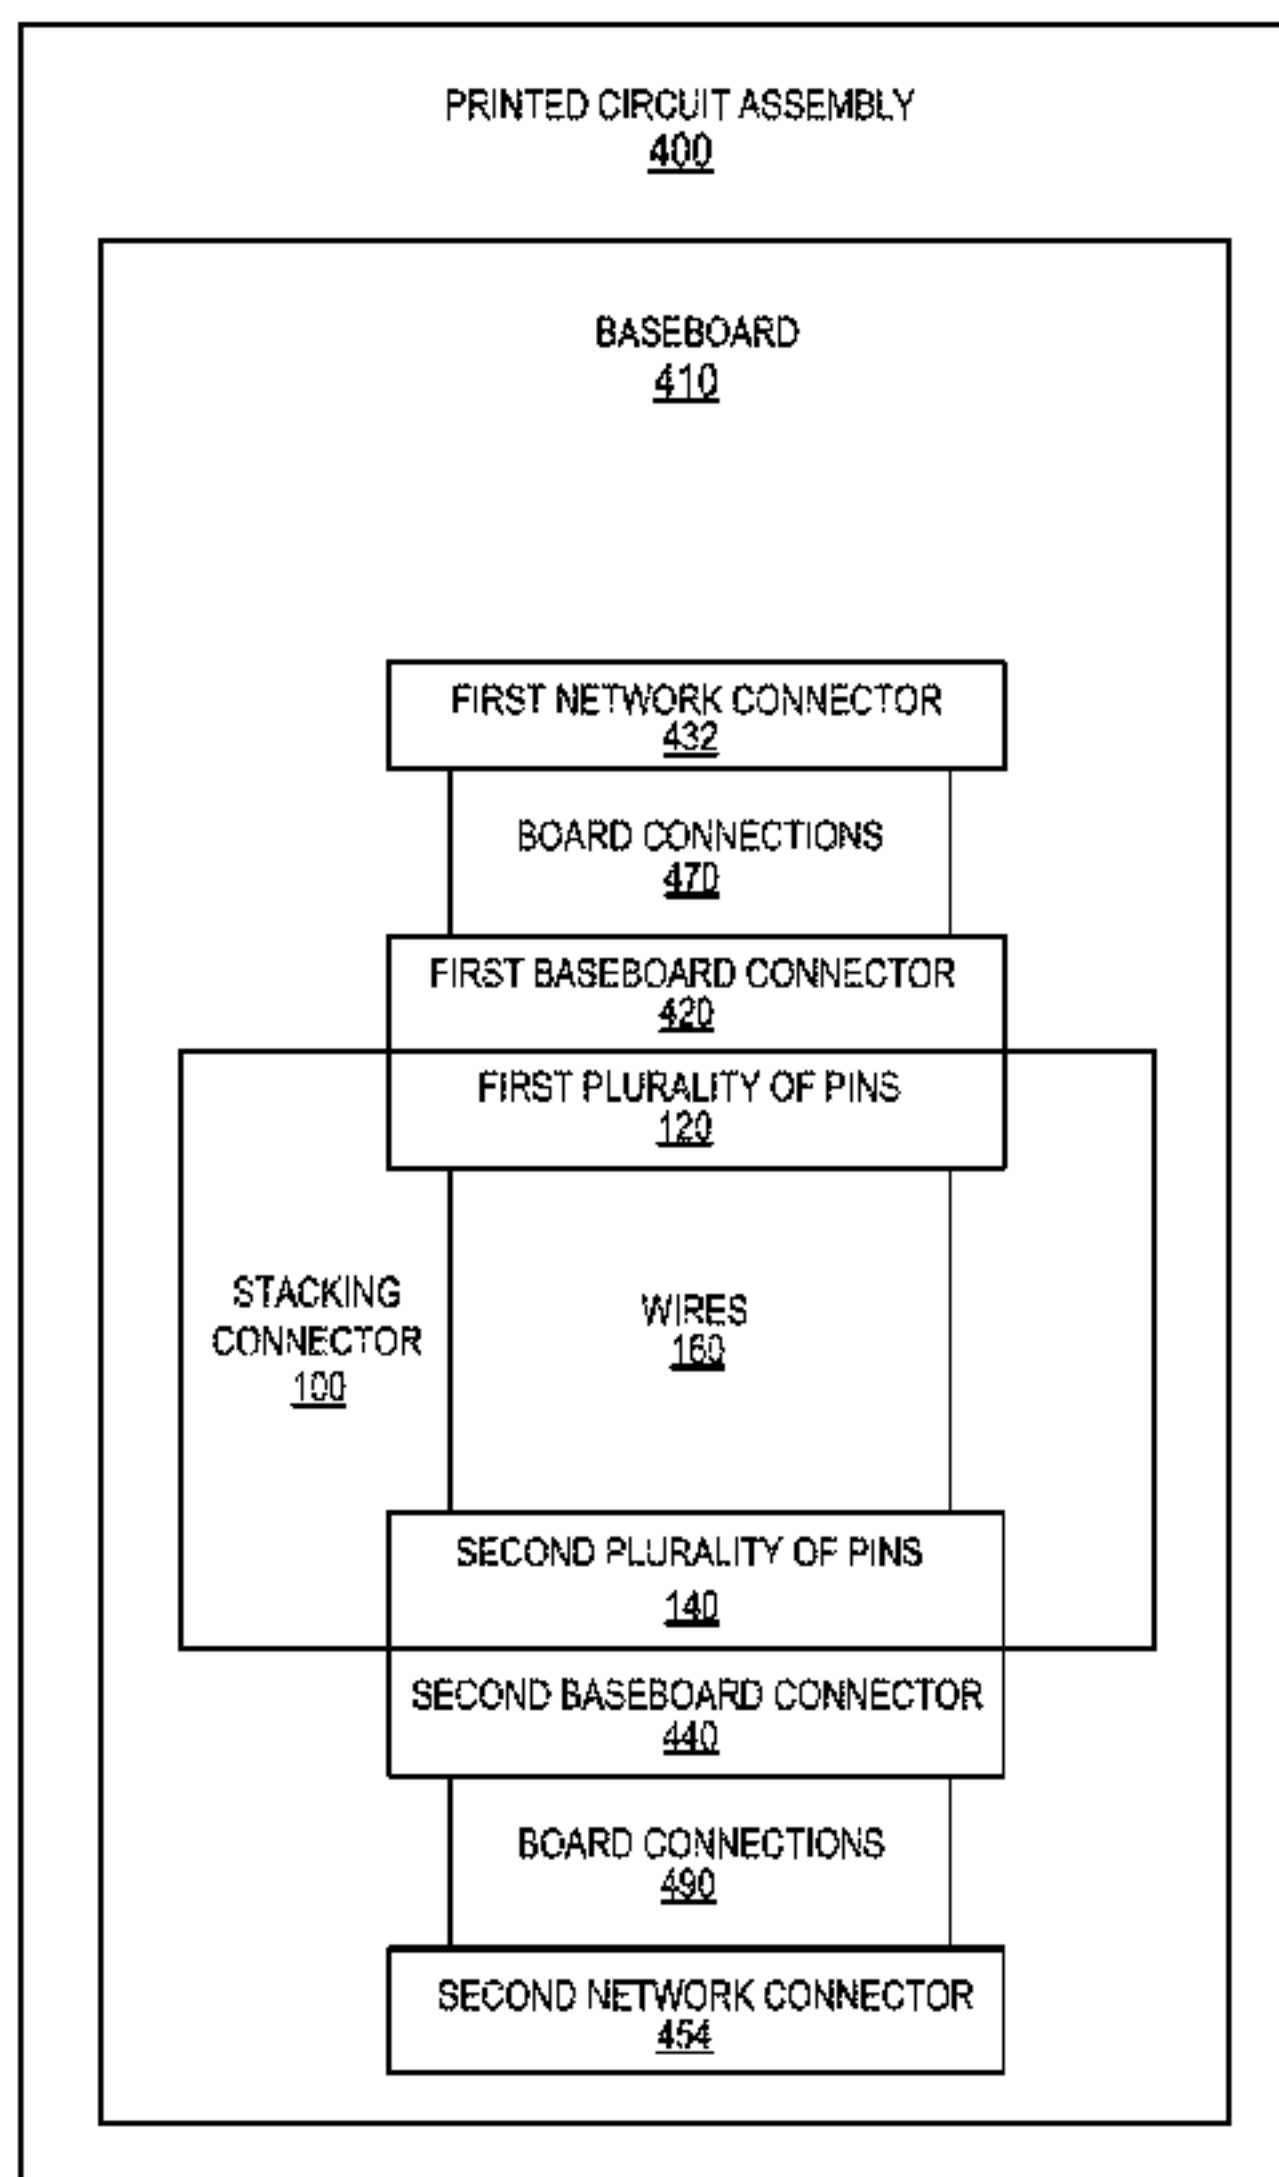 PRINTED CIRCUIT ASSEMBLY
400
BASEBOARD
410
FIRST NETWORK CONNECTOR
432
BOARD CONNECTIONS
470
FIRST BASEBOARD CONNECTOR
420
FIRST PLURALITY OF PINS
120
STACKING
CONNECTOR
100
WIRES
160
SECOND PLURALITY OF PINS
140
SECOND BASEBOARD CONNECTOR
440
BOARD CONNECTIONS
490
SECOND NETWORK CONNECTOR
454